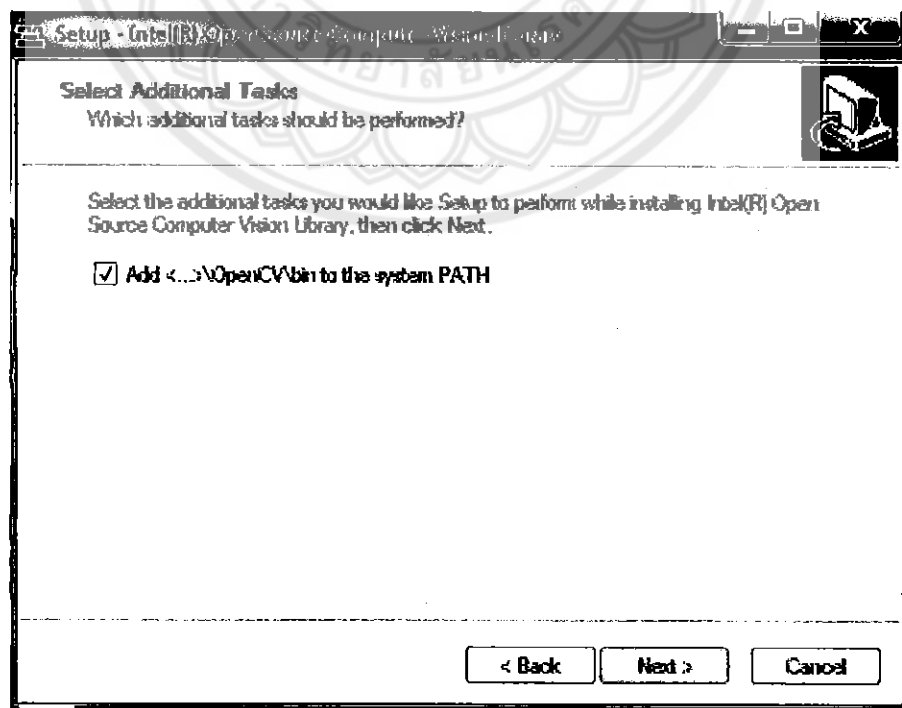 Setup - Intel(R) Open Source Computer Vision Library
Select Additional Tasks
Which additional tasks should be performed?
Select the additional tasks you would like Setup to perform while installing Intel(R) Open
Source Computer Vision Library, then click Next.
Add <...>\OpenCV\bin to the system PATH
< Back
Next >
Cancel